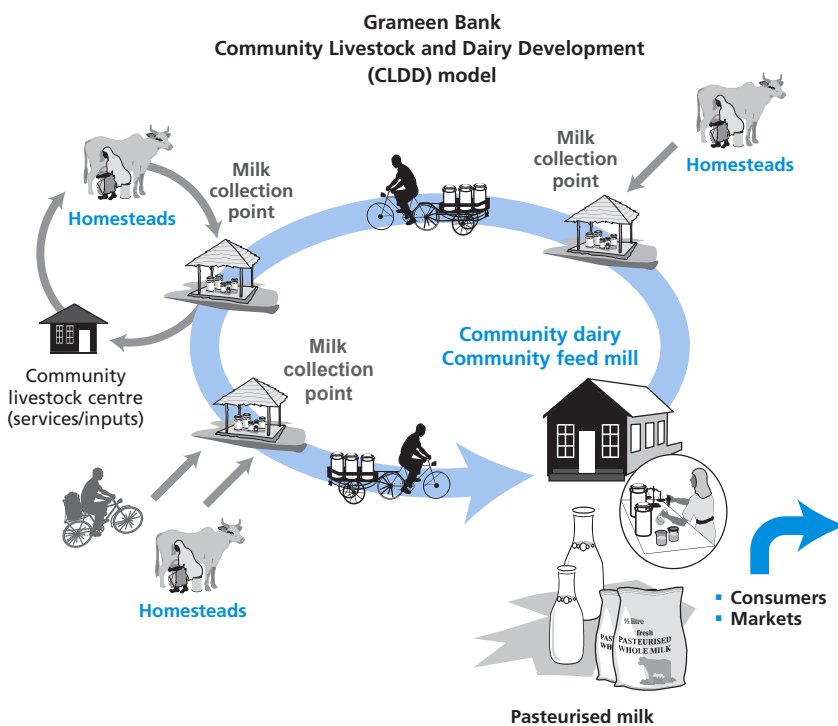 Grameen Bank
Community Livestock and Dairy Development
(CLDD) model
Homesteads
Milk
collection
point
Milk
collection
point
Homesteads
Community
livestock centre
(services/inputs)
Milk
collection
point
Community dairy
Community feed mill
Homesteads
½ litre
fresh
PASTEURISED
WHOLE MILK
PAS
WHO
▪ Consumers
▪ Markets
Pasteurised milk